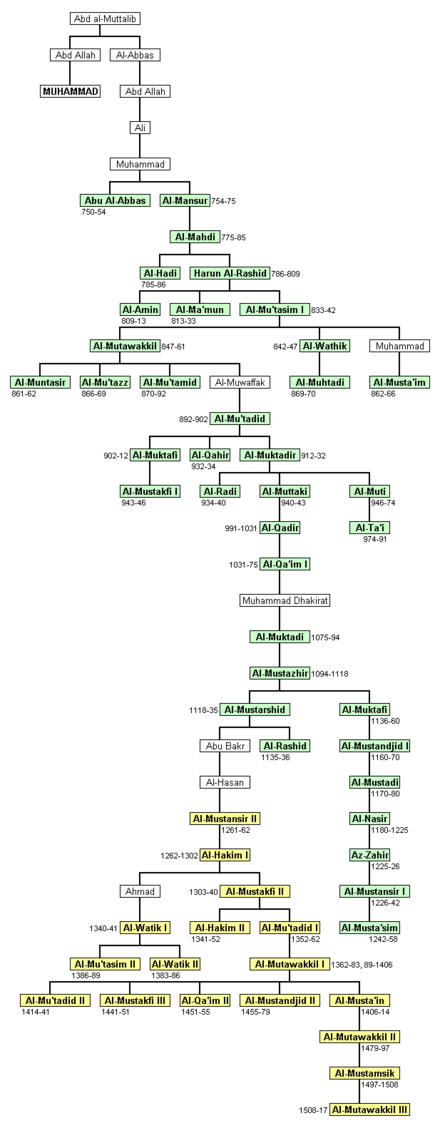 Abd al-Muttalib
Abd Allah
Al-Abbas
MUHAMMAD
Abd Allah
Ali
Muhammad
Abu Al-Abbas
750-54
Al-Mansur 754-75
Al-Mahdi 775-85
Al-Hadi
785-86
Harun Al-Rashid 786-809
Al-Amin
809-13
Al-Ma'mun
813-33
Al-Mu'tasim I 833-42
Al-Mutawakkil 847-61
842-47 Al-Wathik
Muhammad
Al-Muntasir
861-62
Al-Mu'tazz
866-69
Al-Mu'tamid
870-92
Al-Muwaffak
Al-Muhtadi
869-70
Al-Musta'im
862-66
892-902 Al-Mu'tadid
902-12 Al-Muktafi
Al-Qahir
932-34
Al-Muktadir 912-32
Al-Mustakfi I
943-46
Al-Radi
934-40
Al-Muttaki
940-43
Al-Muti
946-74
991-1031 Al-Qadir
Al-Ta'i
974-91
1031-75 Al-Qa'im I
Muhammad Dhakirat
Al-Muktadi 1075-94
Al-Mustazhir 1094-1118
1118-35 Al-Mustarshid
Al-Muktafi
1136-60
Abu Bakr
Al-Rashid
1135-36
Al-Mustandjid I
1160-70
Al-Hasan
Al-Mustadi
1170-80
Al-Mustansir II
1261-62
Al-Nasir
1180-1225
1262-1302 Al-Hakim I
Az-Zahir
1225-26
Ahmad
1303-40 Al-Mustakfi II
Al-Mustansir I
1226-42
1340-41 Al-Watik I
Al-Hakim II
1341-52
Al-Mu'tadid I
1352-62
Al-Musta'sim
1242-58
Al-Mu'tasim II
1386-89
Al-Watik II
1383-86
Al-Mutawakkil I 1362-83, 89-1406
Al-Mu'tadid II
1414-41
Al-Mustakfi III
1441-51
Al-Qa'im II
1451-55
Al-Mustandjid II
1455-79
Al-Musta'in
1406-14
Al-Mutawakkil II
1479-97
Al-Mustamsik
1497-1508
1508-17 Al-Mutawakkil III